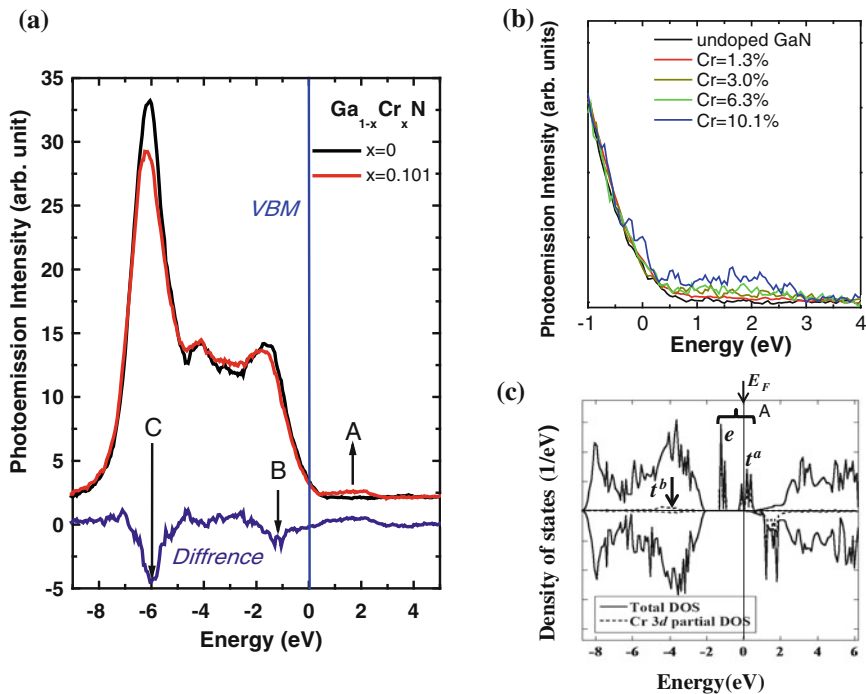 (a)
Photoemission Intensity (arb. unit)
35
30
25
20
15
10
5
0
-5
Ga1-xCrxN
x=0
x=0.101
VBM
C
B
A
Diffrence
-8 -6 -4 -2 0 2 4
Energy (eV)
(b)
Photoemission Intensity (arb. units)
undoped GaN
Cr=1.3%
Cr=3.0%
Cr=6.3%
Cr=10.1%
-1 0 1 2 3 4
Energy (eV)
(c)
Density of states (1/eV)
EF
A
e
ta
tb
Total DOS
Cr 3d partial DOS
-8 -6 -4 -2 0 2 4 6
Energy(eV)